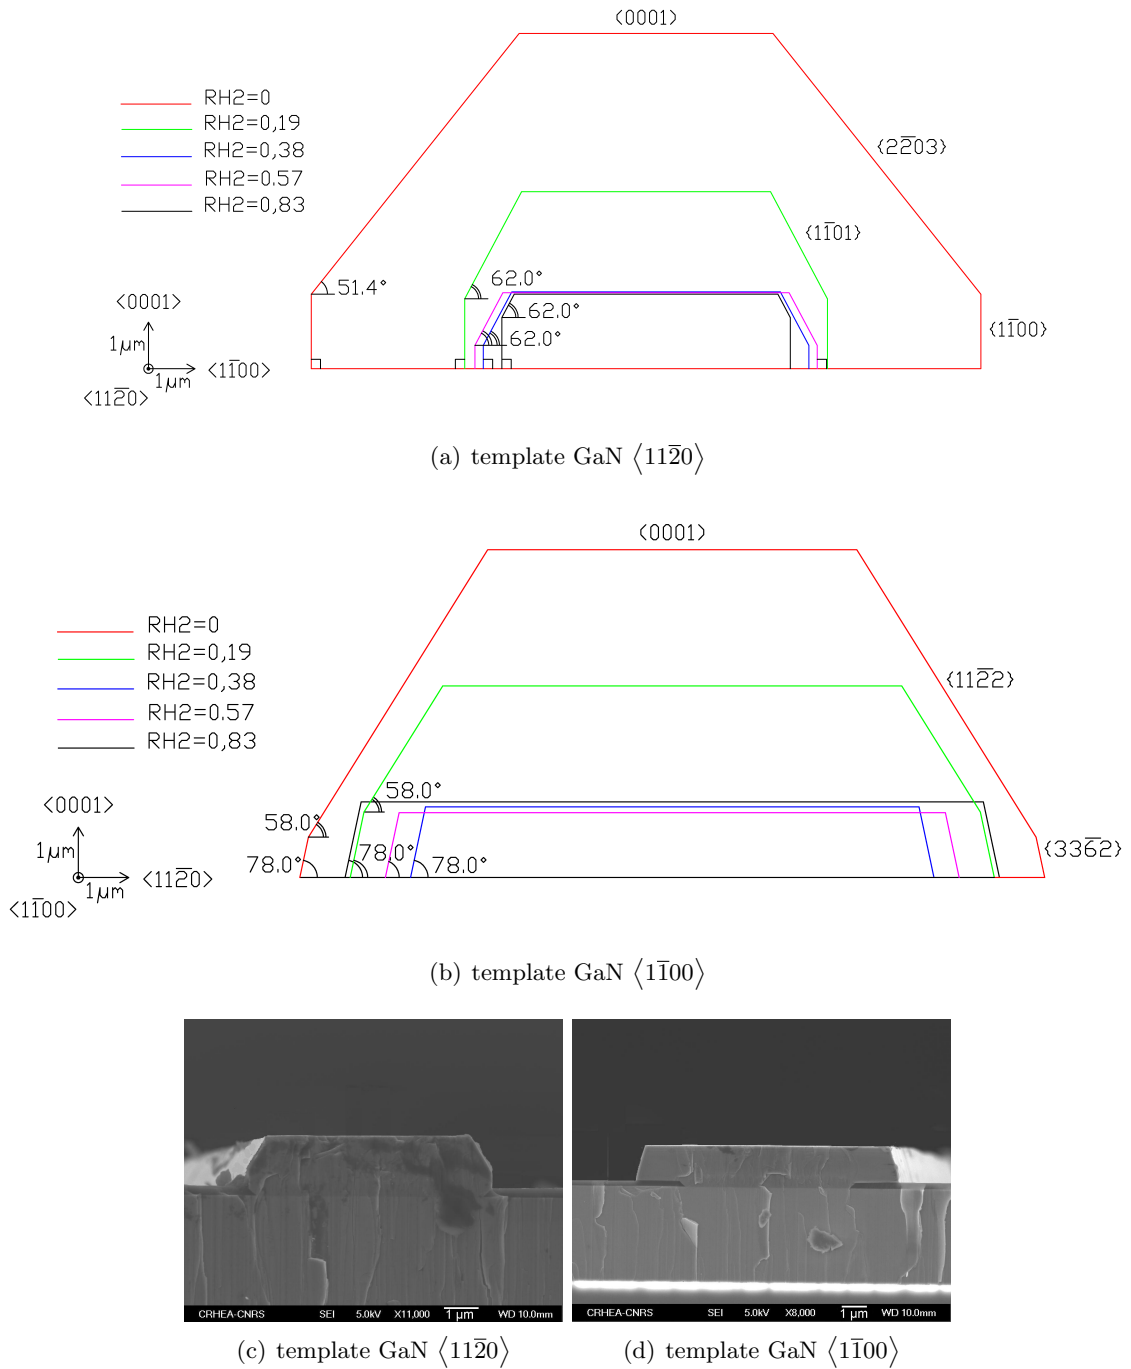 (0001)
RH2=0
RH2=0,19
RH2=0,38
RH2=0.57
RH2=0,83
{22̅03}
{11̅01}
51.4°
62.0°
62.0°
62.0°
{11̅00}
<0001>
1μm
<11̅00>
1μm
<112̅0>
(a) template GaN ⟨112̅0⟩
(0001)
RH2=0
RH2=0,19
RH2=0,38
RH2=0.57
RH2=0,83
{112̅2}
58.0°
58.0°
{336̅2}
78.0°
78.0°
78.0°
<0001>
1μm
<112̅0>
1μm
<11̅00>
(b) template GaN ⟨11̅00⟩
CRHEA-CNRS SEI 5.0kV X11,000 1 μm WD 10.0mm
CRHEA-CNRS SEI 5.0kV X8,000 1 μm WD 10.0mm
(c) template GaN ⟨112̅0⟩
(d) template GaN ⟨11̅00⟩